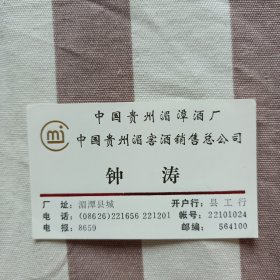 中国贵州湄潭酒厂
中国贵州湄窖酒销售总公司
钟 涛
厂 址：湄潭县城 开户行：县工行
电 话：(08626)221656 221201 帐号：22101024
电 报：8659 邮编：564100